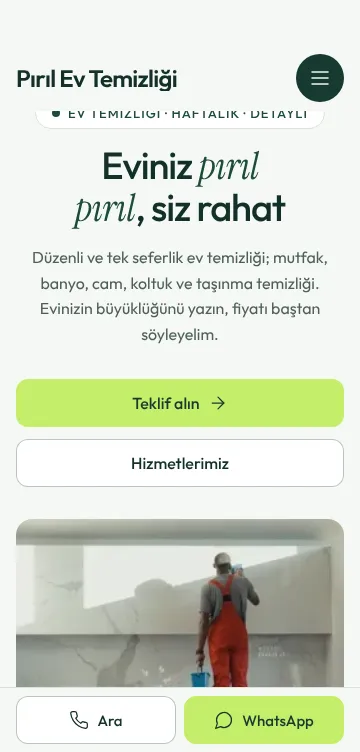 Pırıl Ev Temizliği
EV TEMİZLİĞİ · HAFTALIK · DETAYLI
Eviniz pırıl
pırıl, siz rahat
Düzenli ve tek seferlik ev temizliği; mutfak,
banyo, cam, koltuk ve taşınma temizliği.
Evinizin büyüklüğünü yazın, fiyatı baştan
söyleyelim.
Teklif alın
Hizmetlerimiz
Ara
WhatsApp